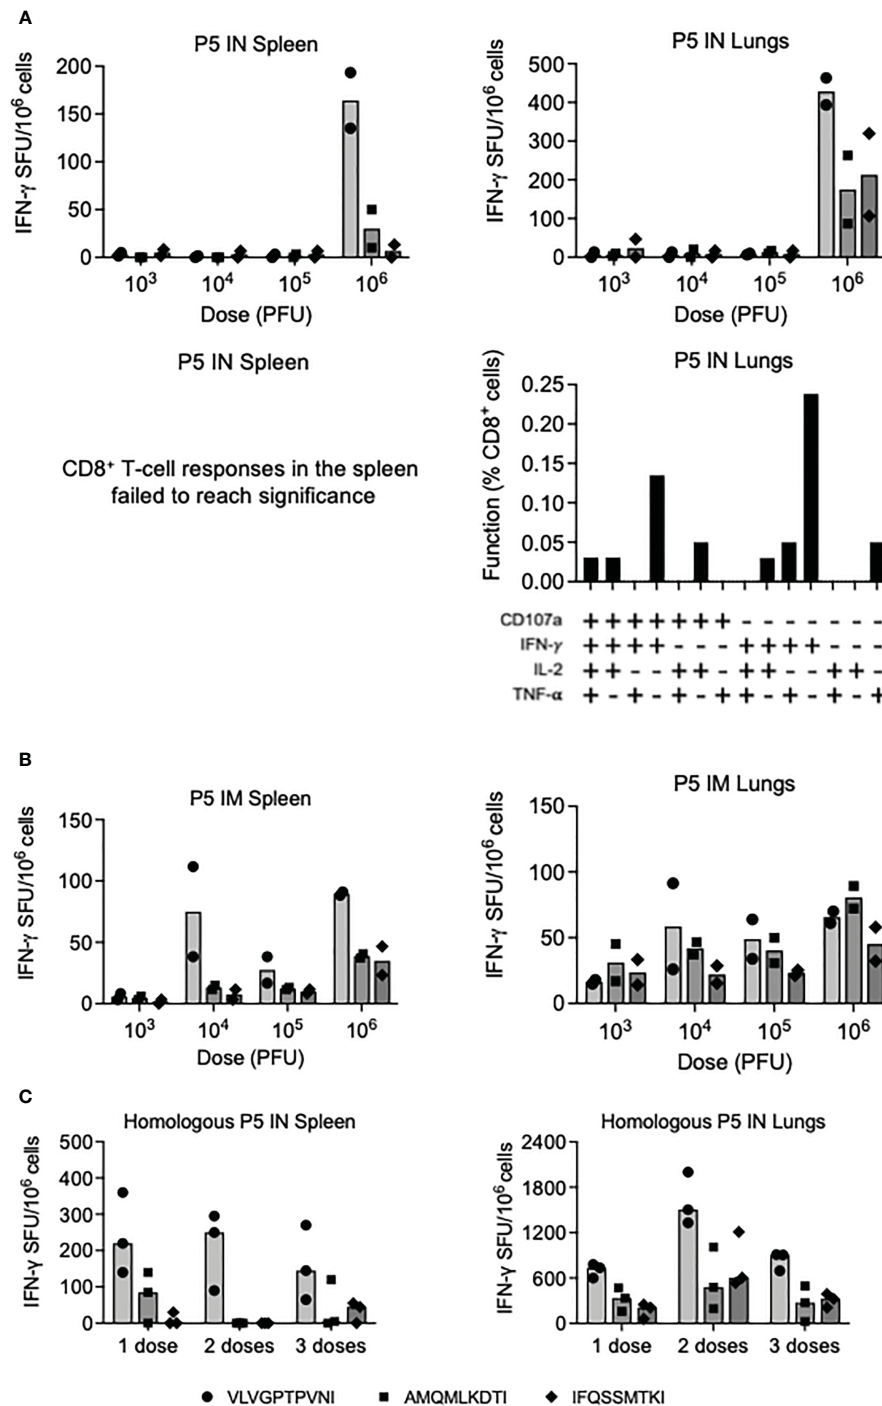 A
P5 IN Spleen
IFN-γ SFU/10⁶ cells
200
150
100
50
0
10³ 10⁴ 10⁵ 10⁶
Dose (PFU)
P5 IN Lungs
IFN-γ SFU/10⁶ cells
500
400
300
200
100
0
10³ 10⁴ 10⁵ 10⁶
Dose (PFU)
P5 IN Spleen
CD8⁺ T-cell responses in the spleen
failed to reach significance
P5 IN Lungs
Function (% CD8⁺ cells)
0.25
0.20
0.15
0.10
0.05
0.00
CD107a + + + + + + + - - - - - - -
IFN-γ + + + + - - - + + + + - - -
IL-2 + + - - + + - + + - - + + -
TNF-α + - + - + - + + - + - + - +
B
P5 IM Spleen
IFN-γ SFU/10⁶ cells
150
100
50
0
10³ 10⁴ 10⁵ 10⁶
Dose (PFU)
P5 IM Lungs
IFN-γ SFU/10⁶ cells
150
100
50
0
10³ 10⁴ 10⁵ 10⁶
Dose (PFU)
C
Homologous P5 IN Spleen
IFN-γ SFU/10⁶ cells
500
400
300
200
100
0
1 dose 2 doses 3 doses
Homologous P5 IN Lungs
IFN-γ SFU/10⁶ cells
2400
1800
1200
600
0
1 dose 2 doses 3 doses
VLVGPTPVNI AMQMLKDTI IFQSSMTKI